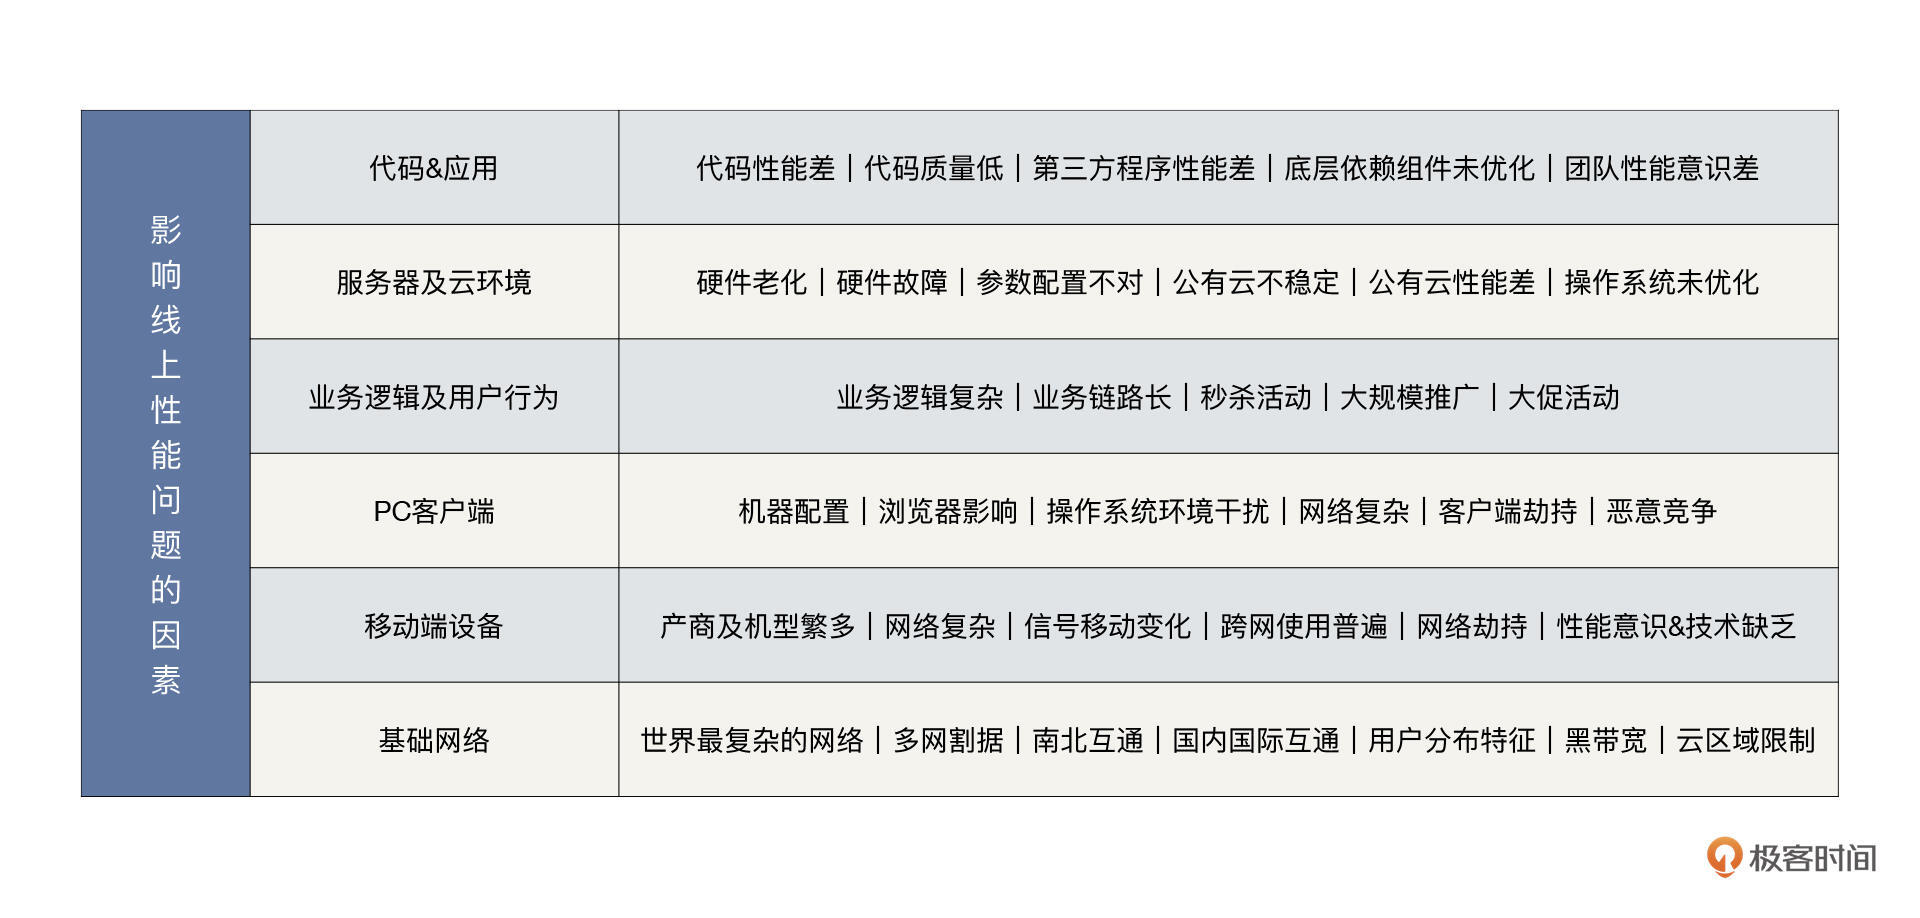 影响线上性能问题的因素
代码&应用
代码性能差｜代码质量低｜第三方程序性能差｜底层依赖组件未优化｜团队性能意识差
服务器及云环境
硬件老化｜硬件故障｜参数配置不对｜公有云不稳定｜公有云性能差｜操作系统未优化
业务逻辑及用户行为
业务逻辑复杂｜业务链路长｜秒杀活动｜大规模推广｜大促活动
PC客户端
机器配置｜浏览器影响｜操作系统环境干扰｜网络复杂｜客户端劫持｜恶意竞争
移动端设备
产商及机型繁多｜网络复杂｜信号移动变化｜跨网使用普遍｜网络劫持｜性能意识&技术缺乏
基础网络
世界最复杂的网络｜多网割据｜南北互通｜国内国际互通｜用户分布特征｜黑带宽｜云区域限制
极客时间